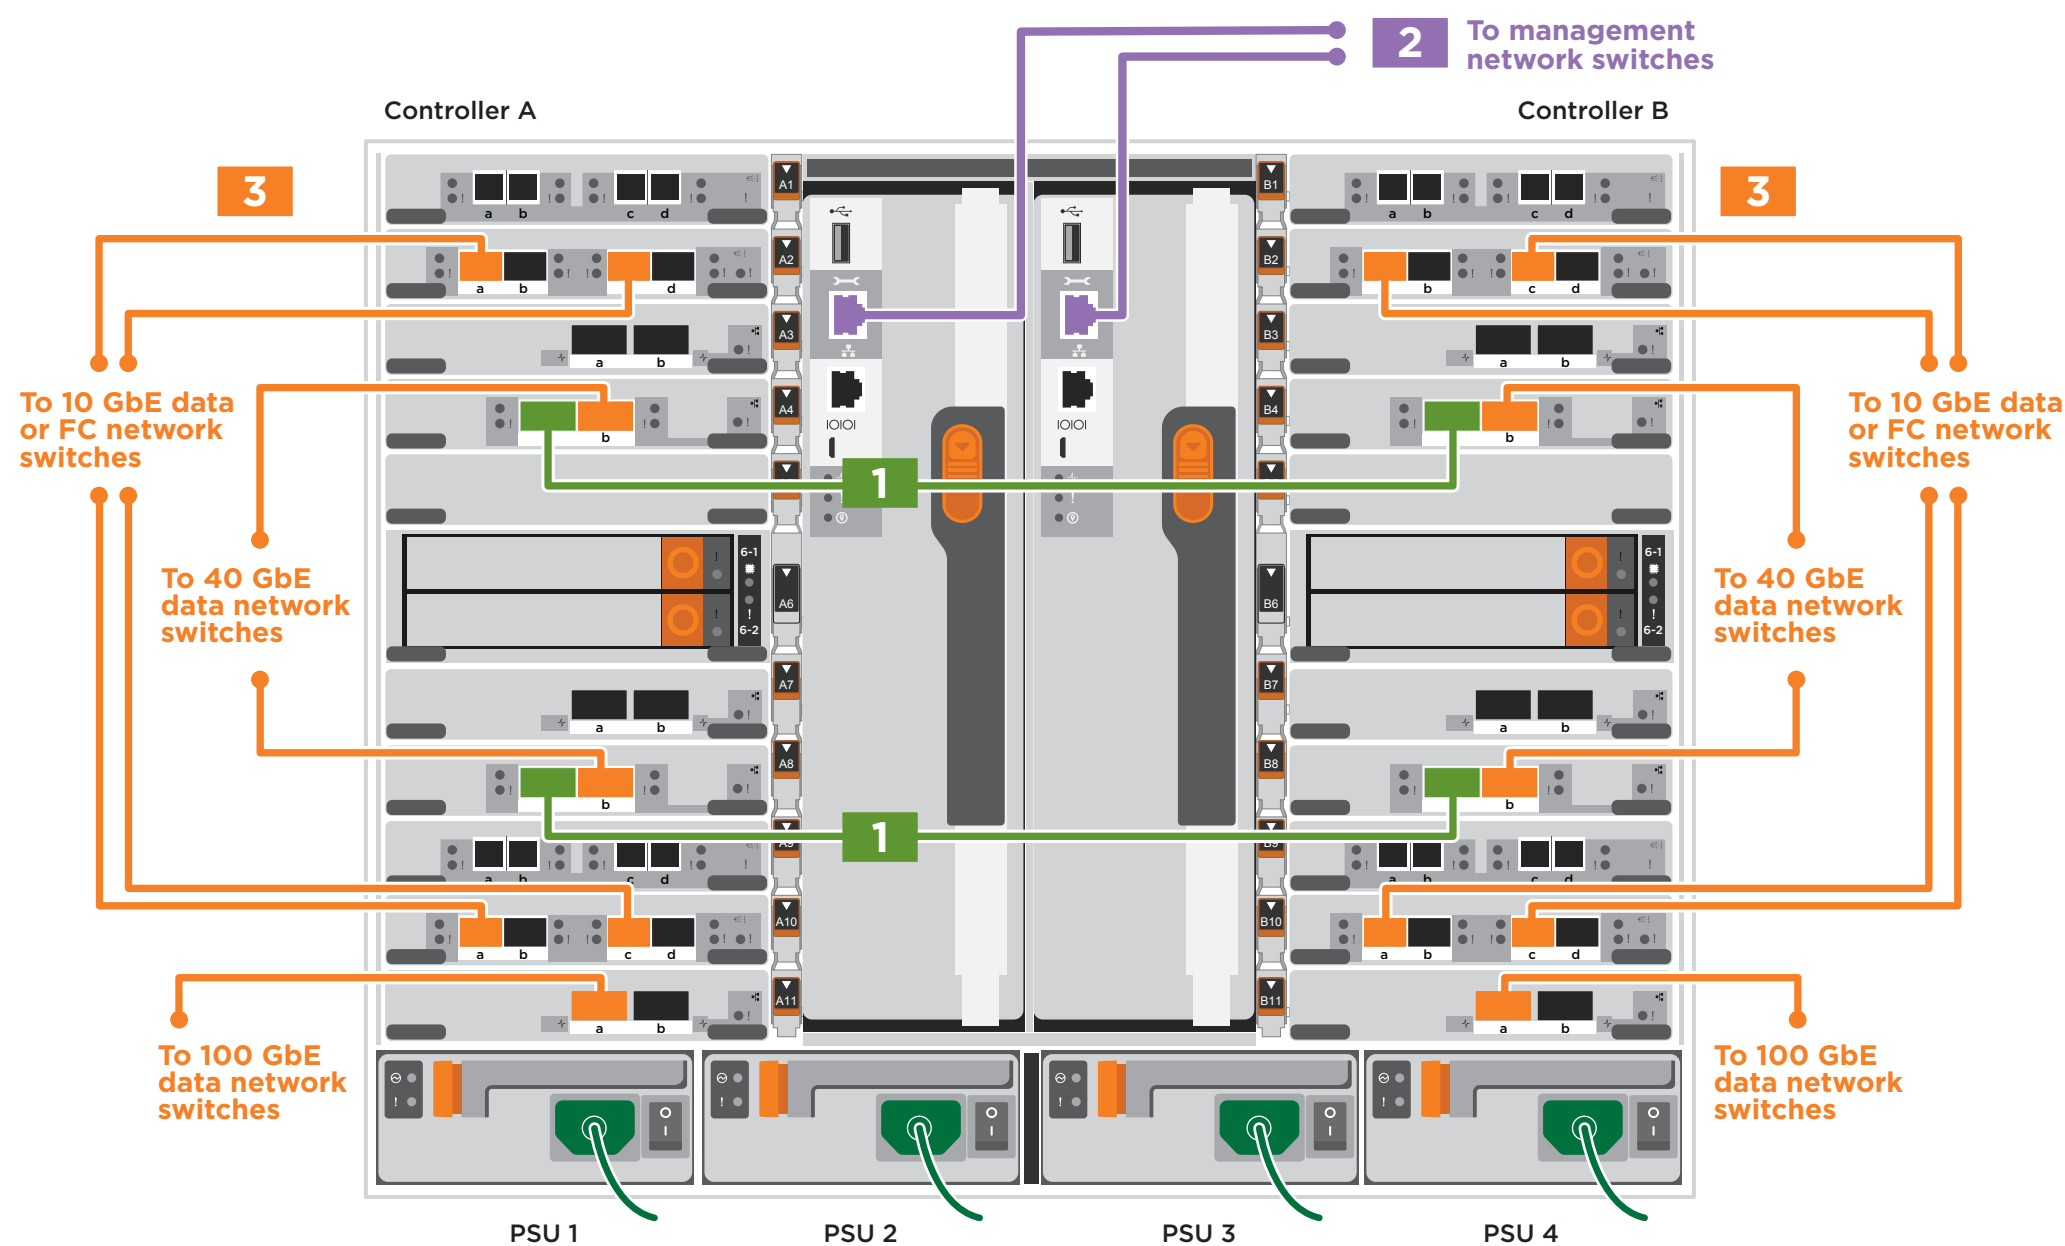 2
To management
network switches
Controller A
Controller B
3
3
a b c d
A1
B1
a b c d
a b d
A2
B2
b c d
a b
A3
B3
a b
To 10 GbE data
or FC network
switches
b
A4
IOIOI
IOIOI
B4
b
To 10 GbE data
or FC network
switches
1
To 40 GbE
data network
switches
6-1
6-2
A6
B6
6-1
6-2
To 40 GbE
data network
switches
a b
A7
B7
a b
b
A8
B8
b
1
a b c d
A9
B9
a b c d
a b c d
A10
B10
a b c d
a b
A11
B11
a b
To 100 GbE
data network
switches
To 100 GbE
data network
switches
PSU 1
PSU 2
PSU 3
PSU 4